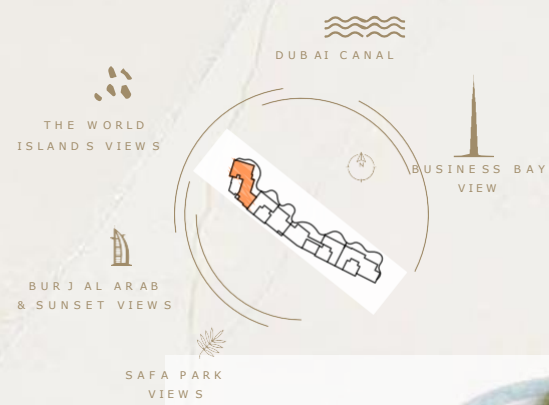 DUBAI CANAL
THE WORLD
ISLANDS VIEWS
N
BUSINESS BAY
VIEW
BURJ AL ARAB
& SUNSET VIEWS
SAFA PARK
VIEWS